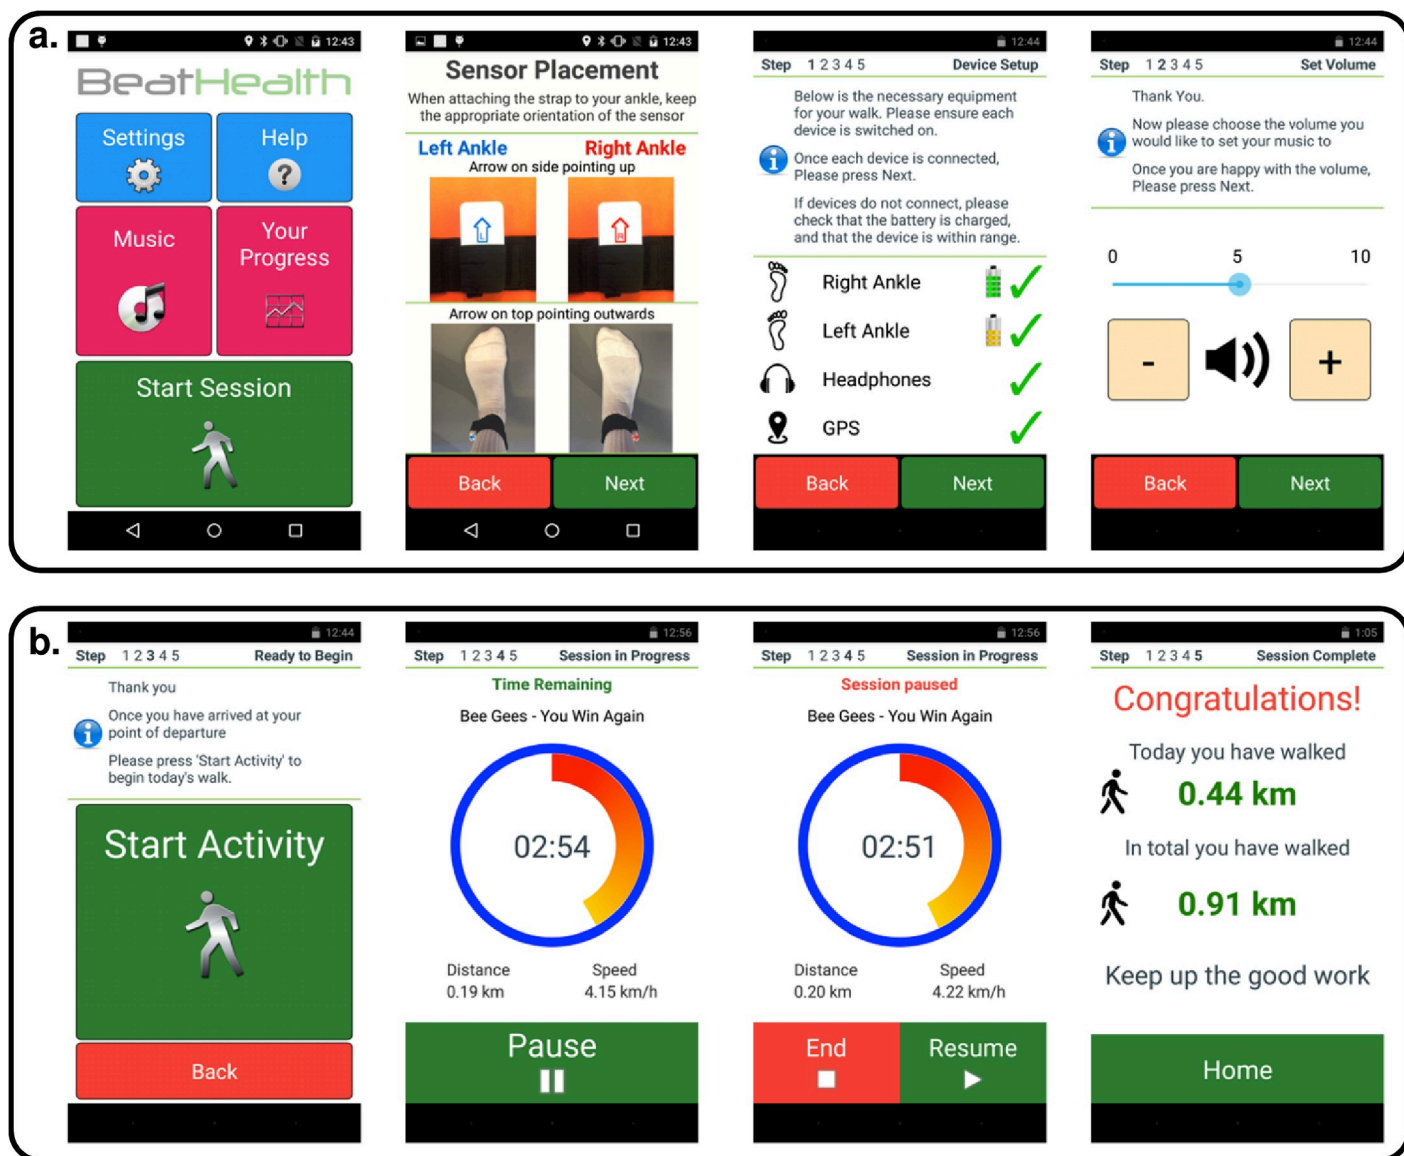 a.
12:43
BeatHealth
Settings
Help
Music
Your
Progress
Start Session
12:43
Sensor Placement
When attaching the strap to your ankle, keep
the appropriate orientation of the sensor
Left Ankle Right Ankle
Arrow on side pointing up
L R
Arrow on top pointing outwards
Back Next
12:44
Step 1 2 3 4 5 Device Setup
Below is the necessary equipment
for your walk. Please ensure each
device is switched on.
Once each device is connected,
Please press Next.
If devices do not connect, please
check that the battery is charged,
and that the device is within range.
Right Ankle
Left Ankle
Headphones
GPS
Back Next
12:44
Step 1 2 3 4 5 Set Volume
Thank You.
Now please choose the volume you
would like to set your music to
Once you are happy with the volume,
Please press Next.
0 5 10
- +
Back Next
b.
12:44
Step 1 2 3 4 5 Ready to Begin
Thank you
Once you have arrived at your
point of departure
Please press 'Start Activity' to
begin today's walk.
Start Activity
Back
12:56
Step 1 2 3 4 5 Session in Progress
Time Remaining
Bee Gees - You Win Again
02:54
Distance Speed
0.19 km 4.15 km/h
Pause
12:56
Step 1 2 3 4 5 Session in Progress
Session paused
Bee Gees - You Win Again
02:51
Distance Speed
0.20 km 4.22 km/h
End Resume
1:05
Step 1 2 3 4 5 Session Complete
Congratulations!
Today you have walked
0.44 km
In total you have walked
0.91 km
Keep up the good work
Home